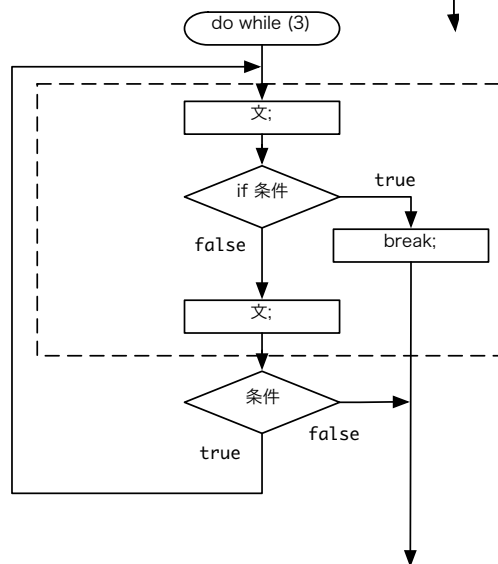 do while (3)
文;
if 条件
true
break;
false
文;
条件
false
true